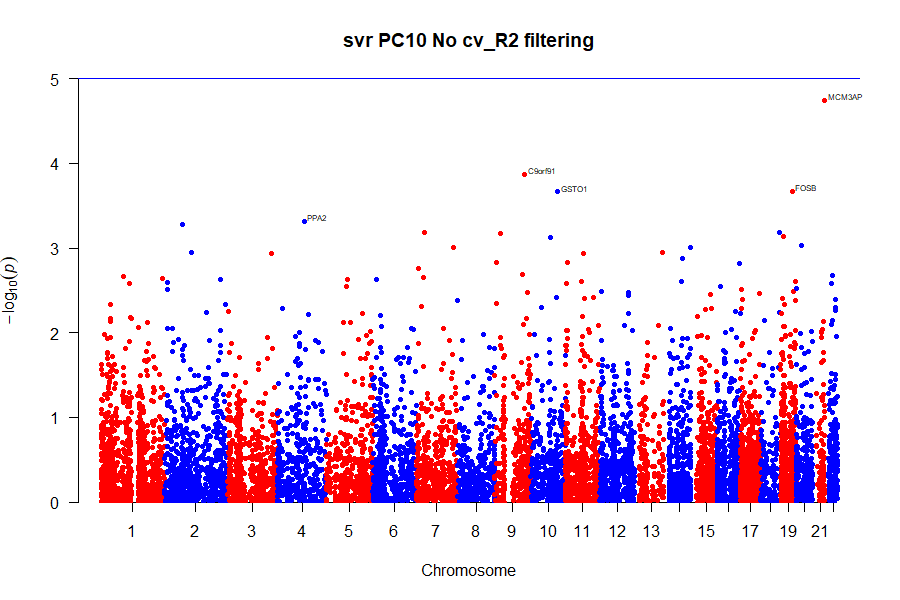 svr PC10 No cv_R2 filtering
5
MCM3AP
4
C9orf91
GSTO1
FOSB
PPA2
3
−log10(p)
2
1
0
1 2 3 4 5 6 7 8 9 10 11 12 13 15 17 19 21
Chromosome